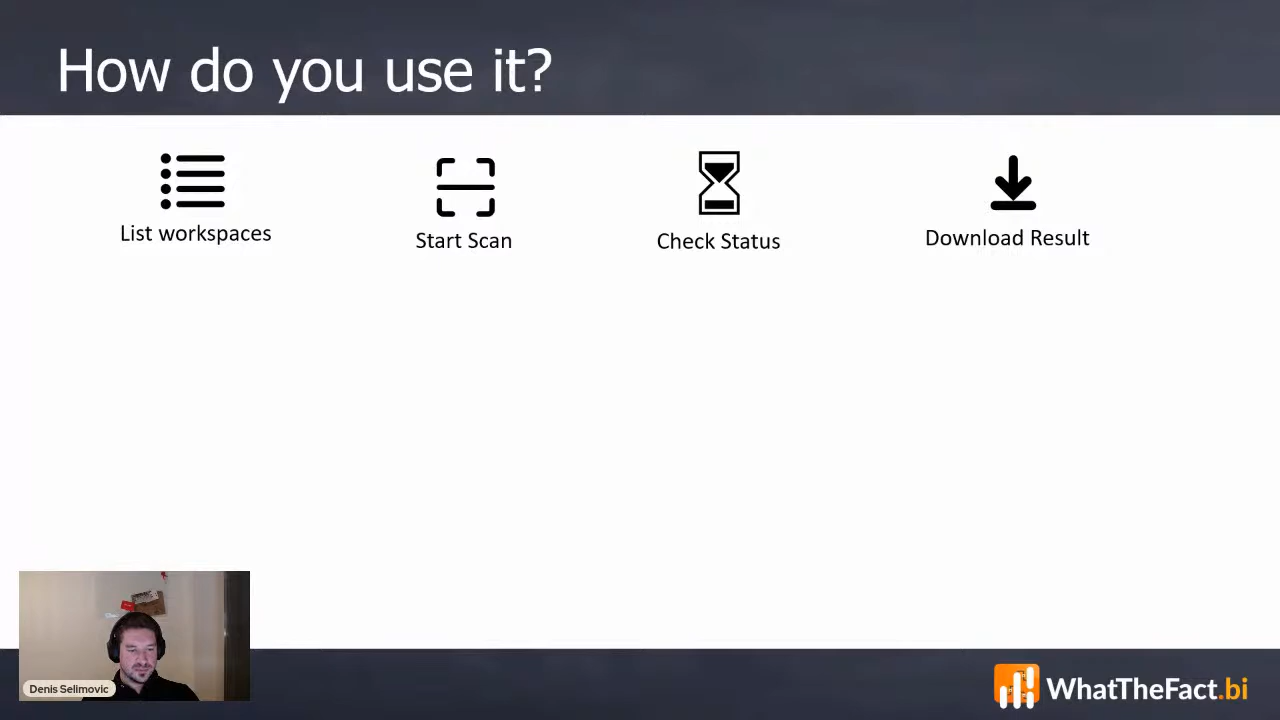 How do you use it?
List workspaces
Start Scan
Check Status
Download Result
Denis Selimovic
WhatTheFact.bi